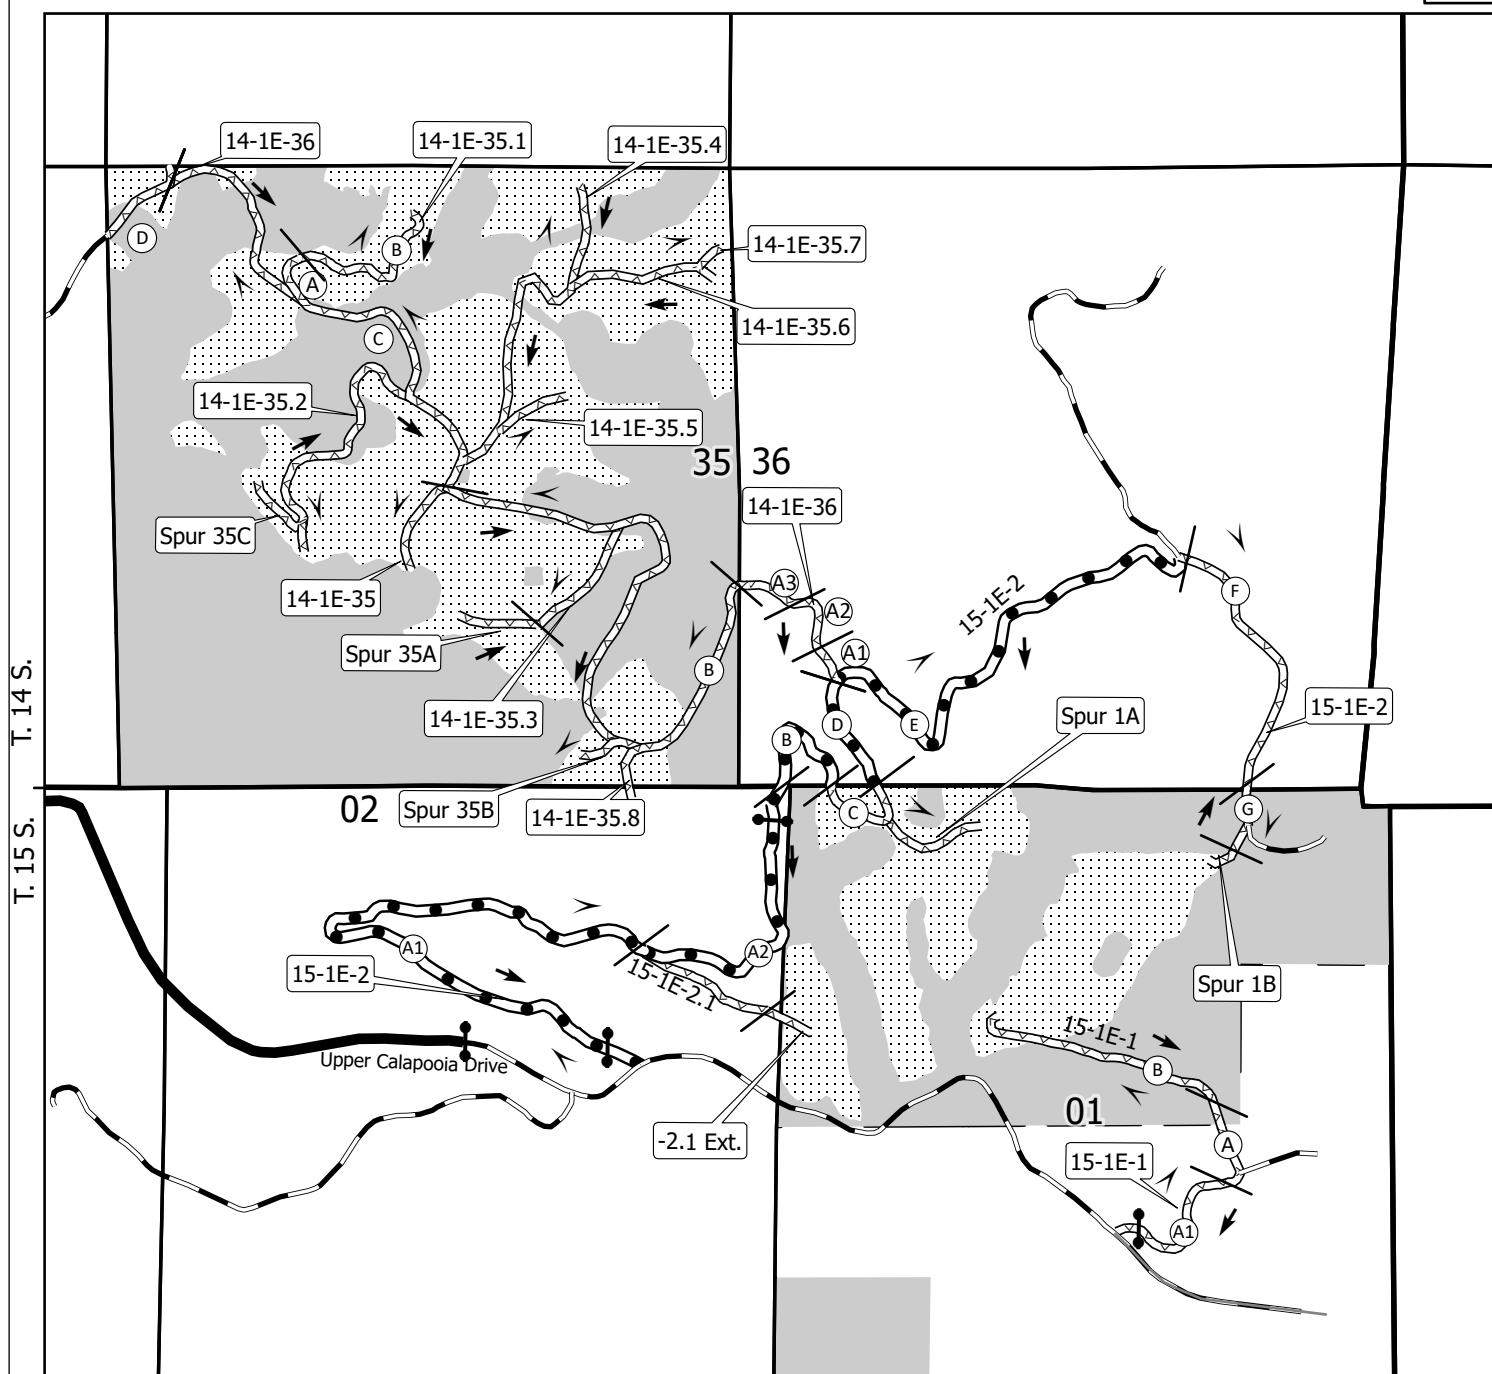 14-1E-36
14-1E-35.1
14-1E-35.4
D
B
14-1E-35.7
A
14-1E-35.6
C
14-1E-35.2
14-1E-35.5
35 36
14-1E-36
Spur 35C
14-1E-35
A3
A2
15-1E-2
F
Spur 35A
A1
B
14-1E-35.3
T. 14 S.
D
E
Spur 1A
15-1E-2
B
02
Spur 35B
14-1E-35.8
C
G
T. 15 S.
A1
A2
15-1E-2
15-1E-2.1
Spur 1B
Upper Calapooia Drive
15-1E-1
B
01
-2.1 Ext.
A
15-1E-1
A1